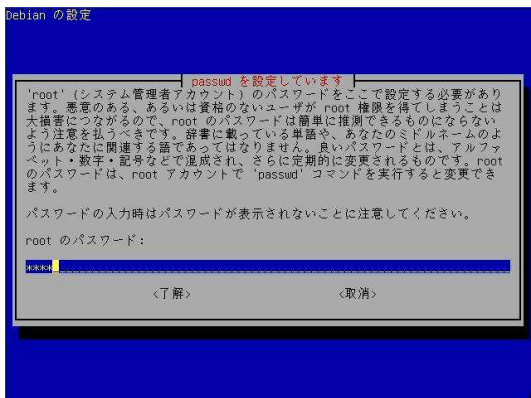 Debian の設定
passwd を設定しています
'root' (システム管理者アカウント) のパスワードをここで設定する必要があり
ます。悪意のある、あるいは資格のないユーザが root 権限を得てしまうことは
大損害につながるので、root のパスワードは簡単に推測できるものにならない
よう注意を払うべきです。辞書に載っている単語や、あなたのミドルネームのよ
うにあなたに関連する語であってはなりません。良いパスワードとは、アルファ
ベット・数字・記号などで混成され、さらに定期的に変更されるものです。root
のパスワードは、root アカウントで 'passwd' コマンドを実行すると変更でき
ます。
パスワードの入力時はパスワードが表示されないことに注意してください。
root のパスワード:
****
<了解> <取消>